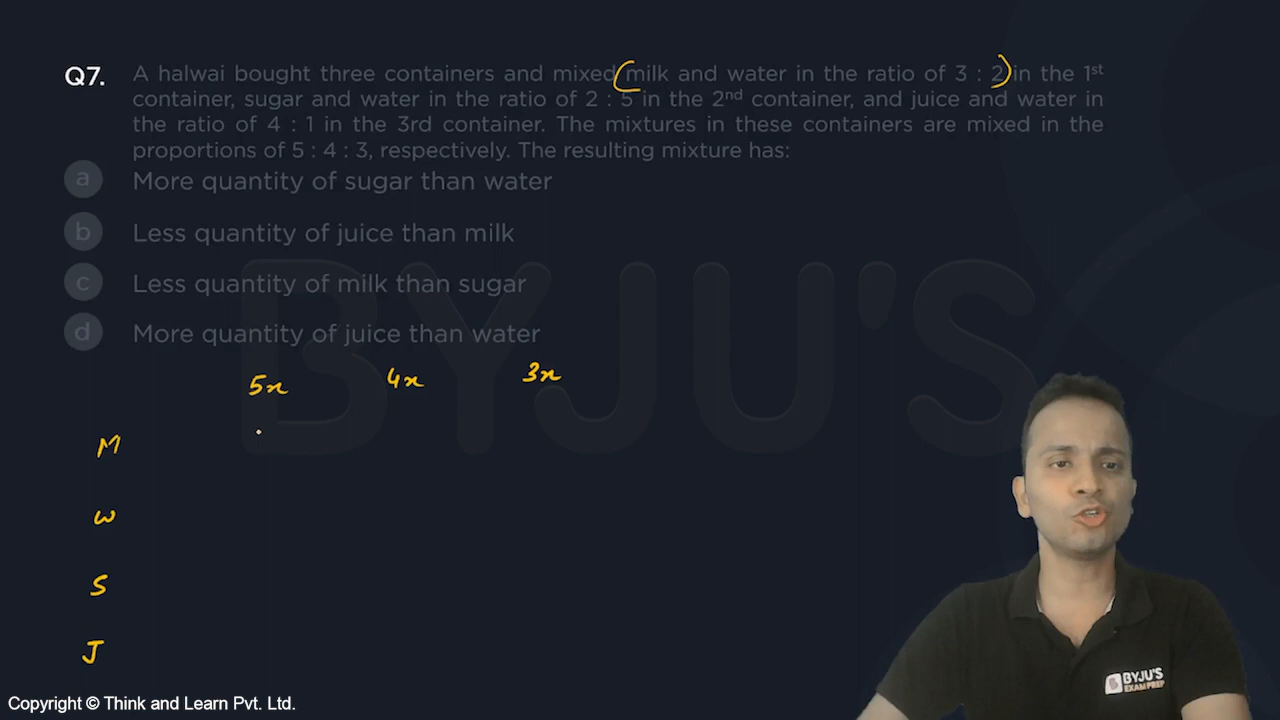 Q7. A halwai bought three containers and mixed (milk and water in the ratio of 3 : 2) in the 1st
container, sugar and water in the ratio of 2 : 5 in the 2nd container, and juice and water in
the ratio of 4 : 1 in the 3rd container. The mixtures in these containers are mixed in the
proportions of 5 : 4 : 3, respectively. The resulting mixture has:
a More quantity of sugar than water
b Less quantity of juice than milk
c Less quantity of milk than sugar
d More quantity of juice than water
BYJU'S
5x 4x 3x
M
W
S
J
BYJU'S
EXAM PREP
Copyright © Think and Learn Pvt. Ltd.